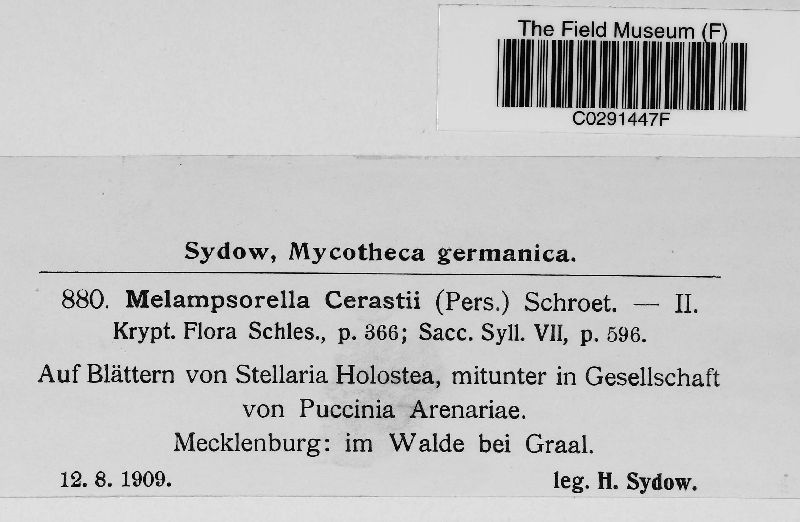 The Field Museum (F)
C0291447F
Sydow, Mycotheca germanica.
880. Melampsorella Cerastii (Pers.) Schroet. — II.
Krypt. Flora Schles., p. 366; Sacc. Syll. VII, p. 596.
Auf Blättern von Stellaria Holostea, mitunter in Gesellschaft
von Puccinia Arenariae.
Mecklenburg: im Walde bei Graal.
12. 8. 1909. leg. H. Sydow.